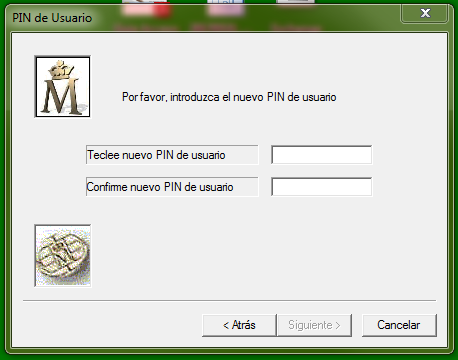 PIN de Usuario
M
Por favor, introduzca el nuevo PIN de usuario
Teclee nuevo PIN de usuario
Confirme nuevo PIN de usuario
< Atrás
Siguiente >
Cancelar